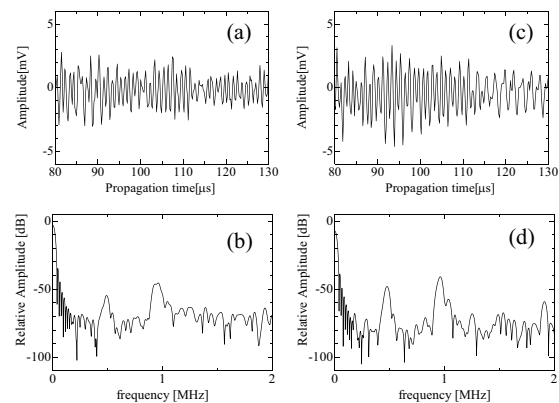 (a)
Amplitude[mV]
5
0
-5
80 90 100 110 120 130
Propagation time[μs]
(c)
Amplitude[mV]
5
0
-5
80 90 100 110 120 130
Propagation time[μs]
(b)
Relative Amplitude [dB]
0
-50
-100
0 1 2
frequency [MHz]
(d)
Relative Amplitude [dB]
0
-50
-100
0 1 2
frequency [MHz]